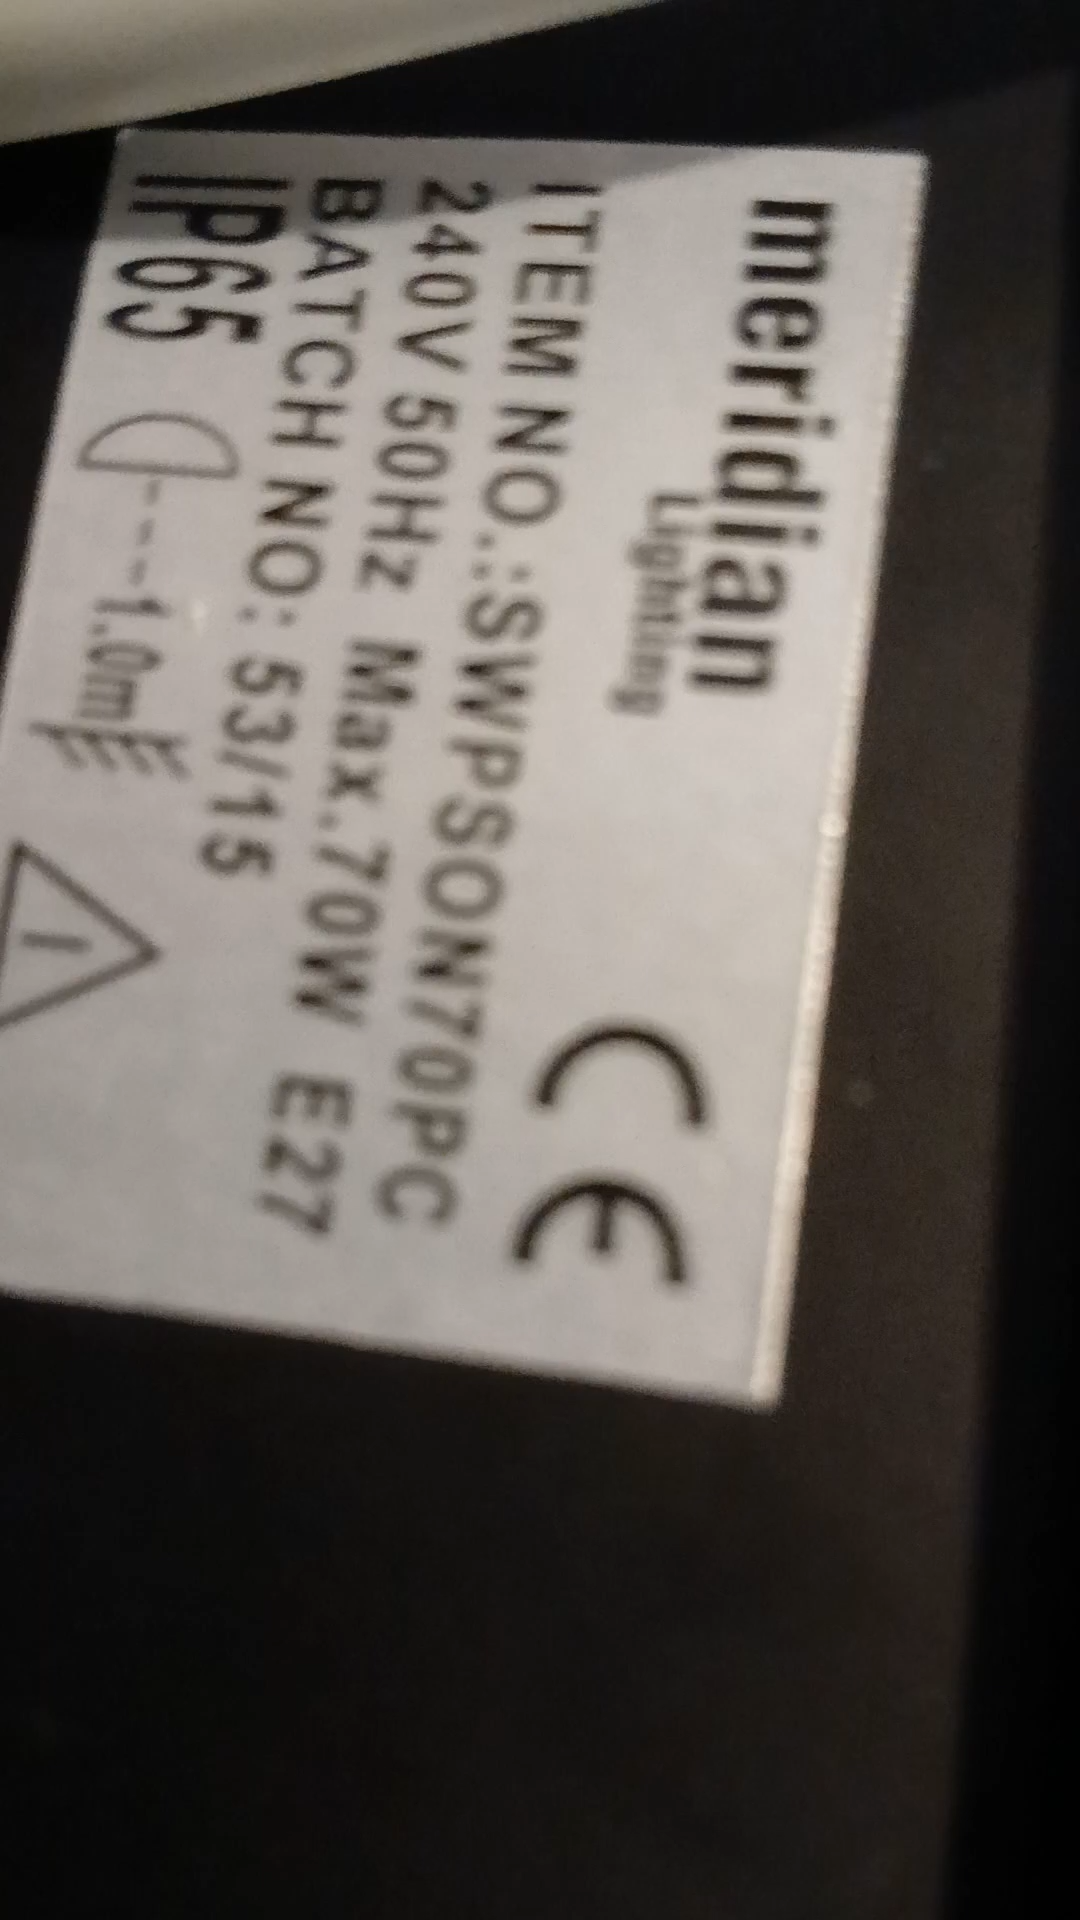 meridian
Lighting
CE
ITEM NO.:SWPSON70PC
240V 50Hz Max.70W E27
BATCH NO: 53/15
IP65 ---1.0m